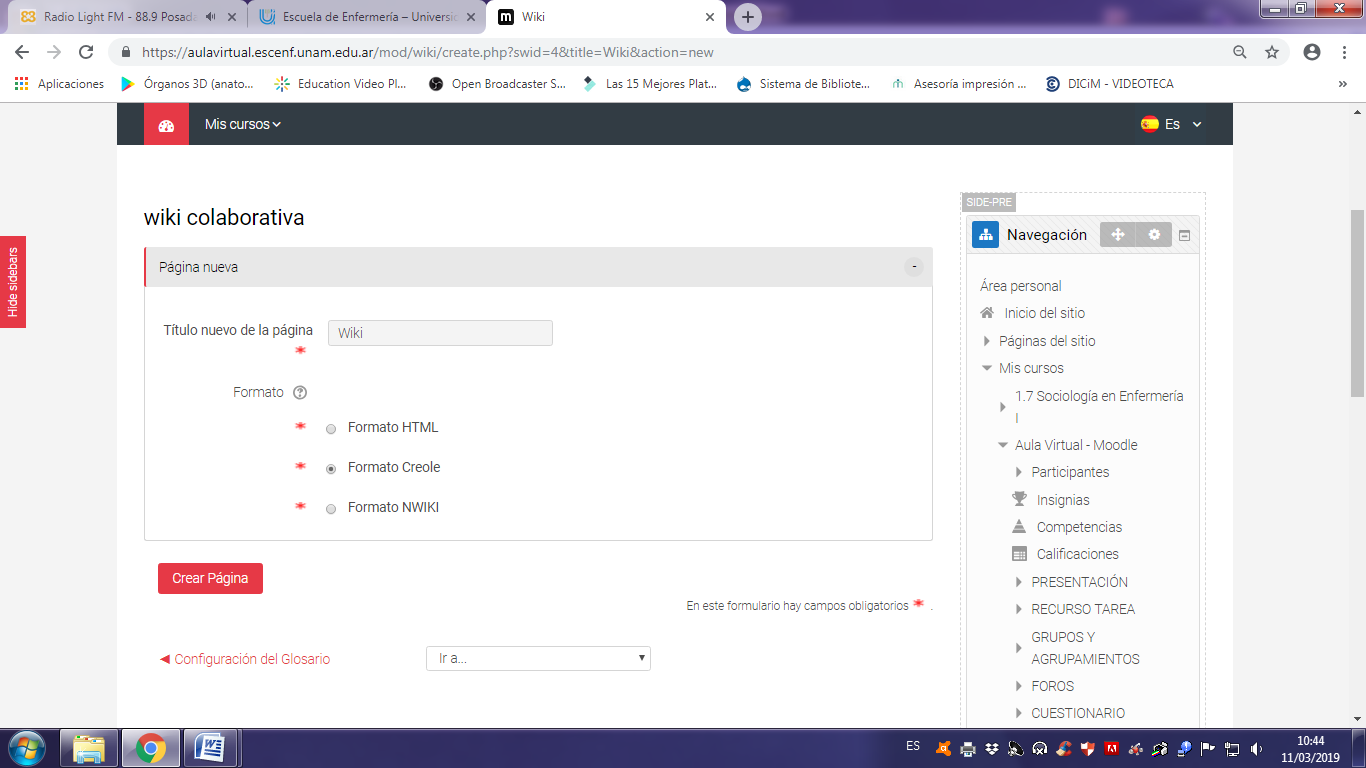 Radio Light FM - 88.9 Posada
Escuela de Enfermería – Universid
Wiki
https://aulavirtual.escenf.unam.edu.ar/mod/wiki/create.php?swid=4&title=Wiki&action=new
Aplicaciones
Órganos 3D (anato...
Education Video Pl...
Open Broadcaster S...
Las 15 Mejores Plat...
Sistema de Bibliote...
Asesoría impresión ...
DICiM - VIDEOTECA
»
Mis cursos
Es
Hide sidebars
wiki colaborativa
Página nueva
-
Título nuevo de la página
Wiki
Formato
Formato HTML
Formato Creole
Formato NWIKI
Crear Página
En este formulario hay campos obligatorios * .
◄ Configuración del Glosario
Ir a...
SIDE-PRE
Navegación
Área personal
Inicio del sitio
Páginas del sitio
Mis cursos
1.7 Sociología en Enfermería
I
Aula Virtual - Moodle
Participantes
Insignias
Competencias
Calificaciones
PRESENTACIÓN
RECURSO TAREA
GRUPOS Y
AGRUPAMIENTOS
FOROS
CUESTIONARIO
ES
10:44
11/03/2019